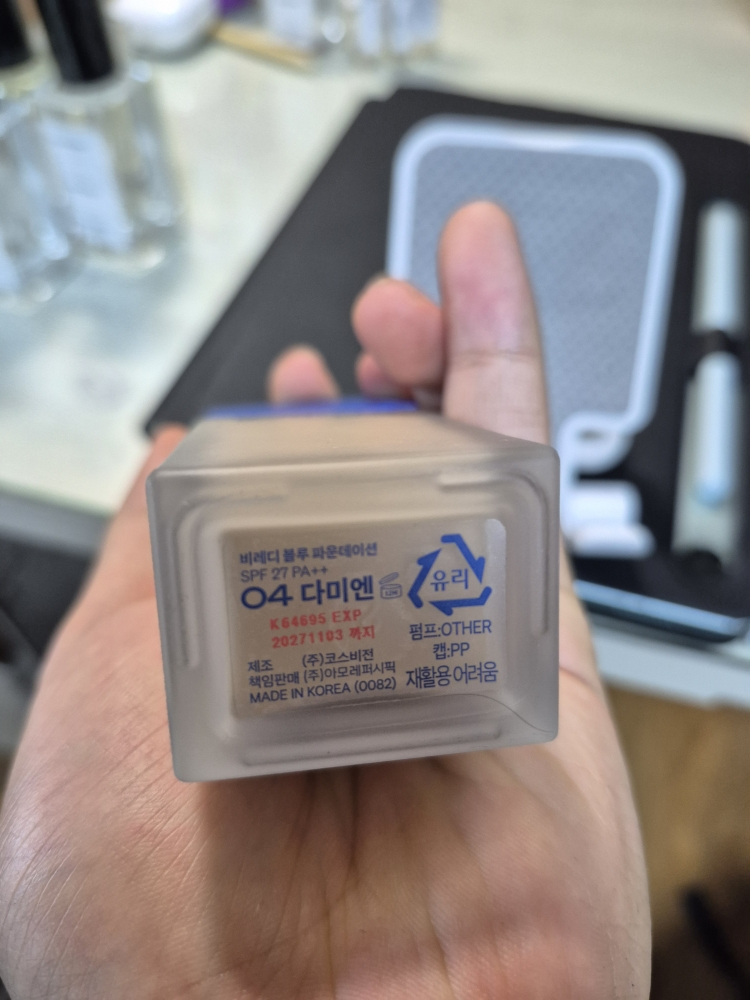 비레디 블루 파운데이션
SPF 27 PA++
04 다미엔
12M
K64695 EXP
20271103 까지
제조 (주)코스비전
책임판매 (주)아모레퍼시픽
MADE IN KOREA (0082)
유리
펌프:OTHER
캡:PP
재활용 어려움